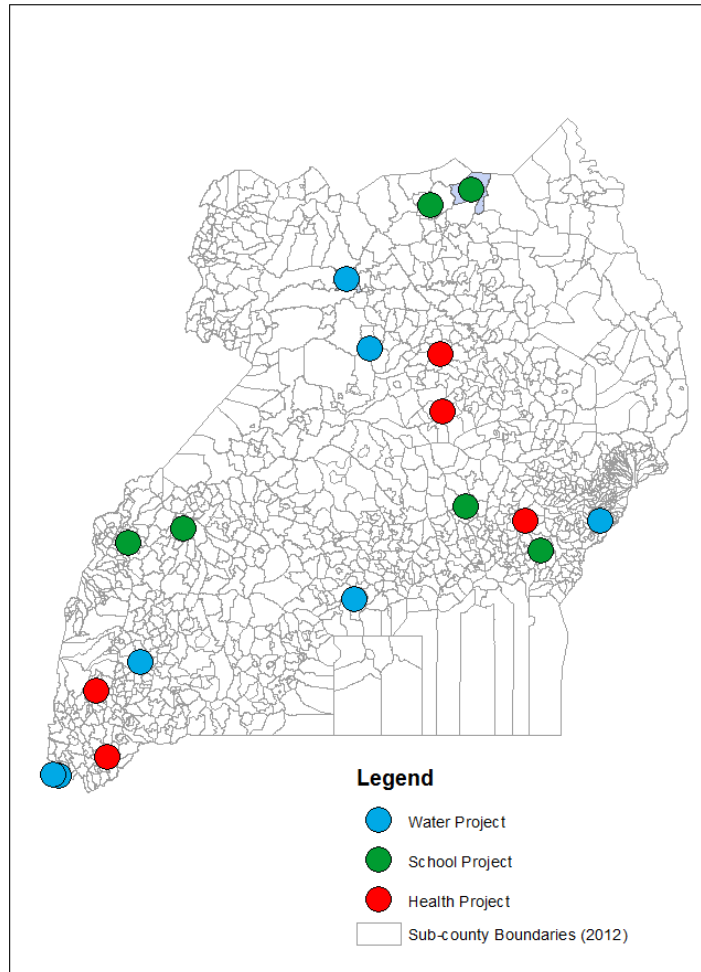 Legend
Water Project
School Project
Health Project
Sub-county Boundaries (2012)